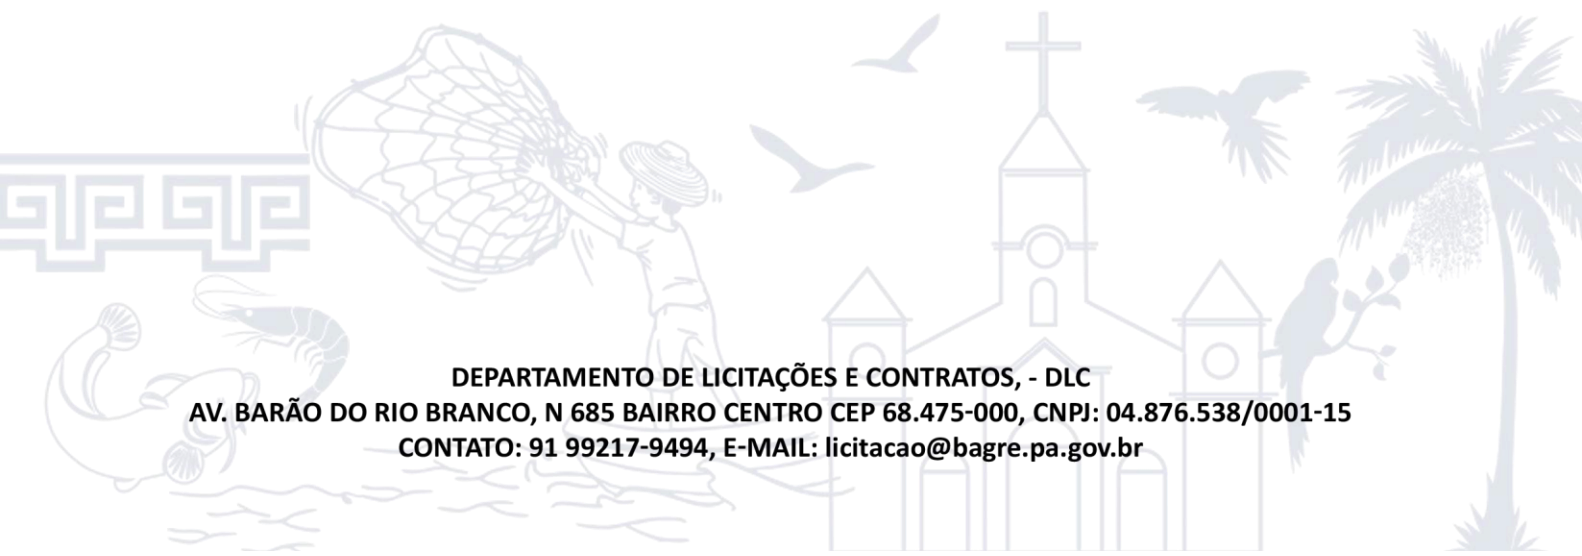 DEPARTAMENTO DE LICITAÇÕES E CONTRATOS, - DLC
AV. BARÃO DO RIO BRANCO, N 685 BAIRRO CENTRO CEP 68.475-000, CNPJ: 04.876.538/0001-15
CONTATO: 91 99217-9494, E-MAIL: licitacao@bagre.pa.gov.br